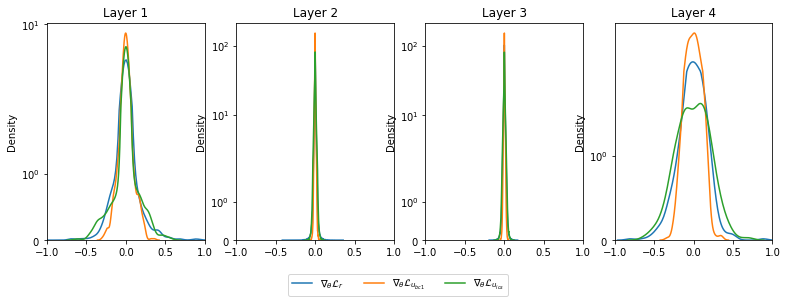 Layer 1 Layer 2 Layer 3 Layer 4
Density Density Density Density
10¹ 10² 10² 10⁰
10⁰ 10¹ 10¹ 0
0 10⁰ 10⁰
0 0
−1.0 −0.5 0.0 0.5 1.0 −1.0 −0.5 0.0 0.5 1.0 −1.0 −0.5 0.0 0.5 1.0 −1.0 −0.5 0.0 0.5 1.0
∇θℒr ∇θℒu_bc1 ∇θℒu_ics